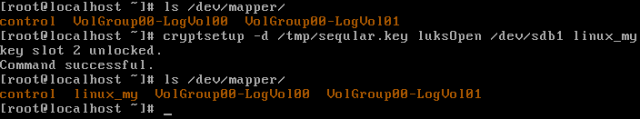 [root@localhost ~]# ls /dev/mapper/
control  VolGroup00-LogVol00  VolGroup00-LogVol01
[root@localhost ~]# cryptsetup -d /tmp/seqular.key luksOpen /dev/sdb1 linux_my
key slot 2 unlocked.
Command successful.
[root@localhost ~]# ls /dev/mapper/
control  linux_my  VolGroup00-LogVol00  VolGroup00-LogVol01
[root@localhost ~]# _